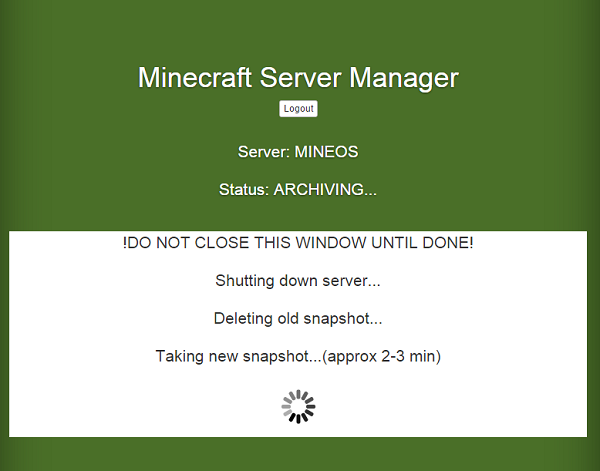 Minecraft Server Manager
Logout
Server: MINEOS
Status: ARCHIVING...
!DO NOT CLOSE THIS WINDOW UNTIL DONE!
Shutting down server...
Deleting old snapshot...
Taking new snapshot...(approx 2-3 min)